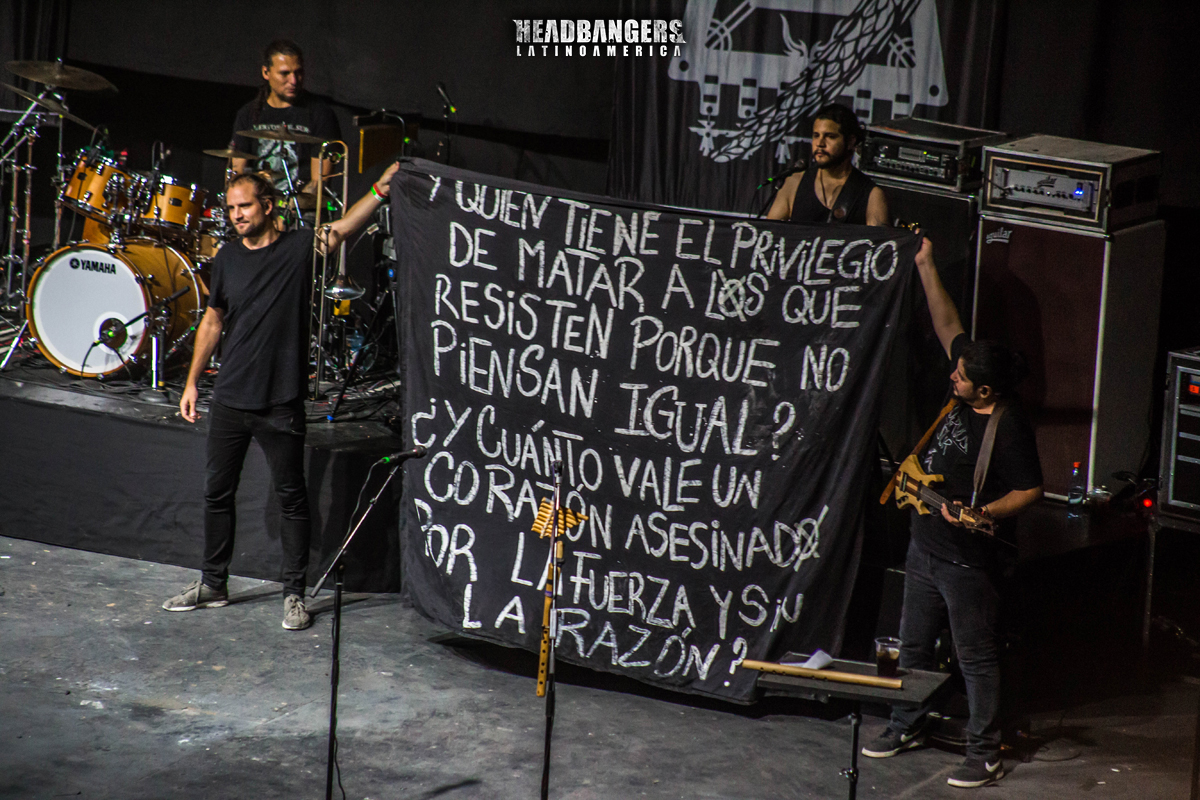 HEADBANGERS
LATINOAMERICA
YAMAHA
aguilar
Y QUIEN TIENE EL PRIVILEGIO
DE MATAR A LOS QUE
RESISTEN PORQUE NO
PIENSAN IGUAL?
¿Y CUÁNTO VALE UN
CORAZÓN ASESINADO
POR LA FUERZA Y SIN
LA RAZÓN?